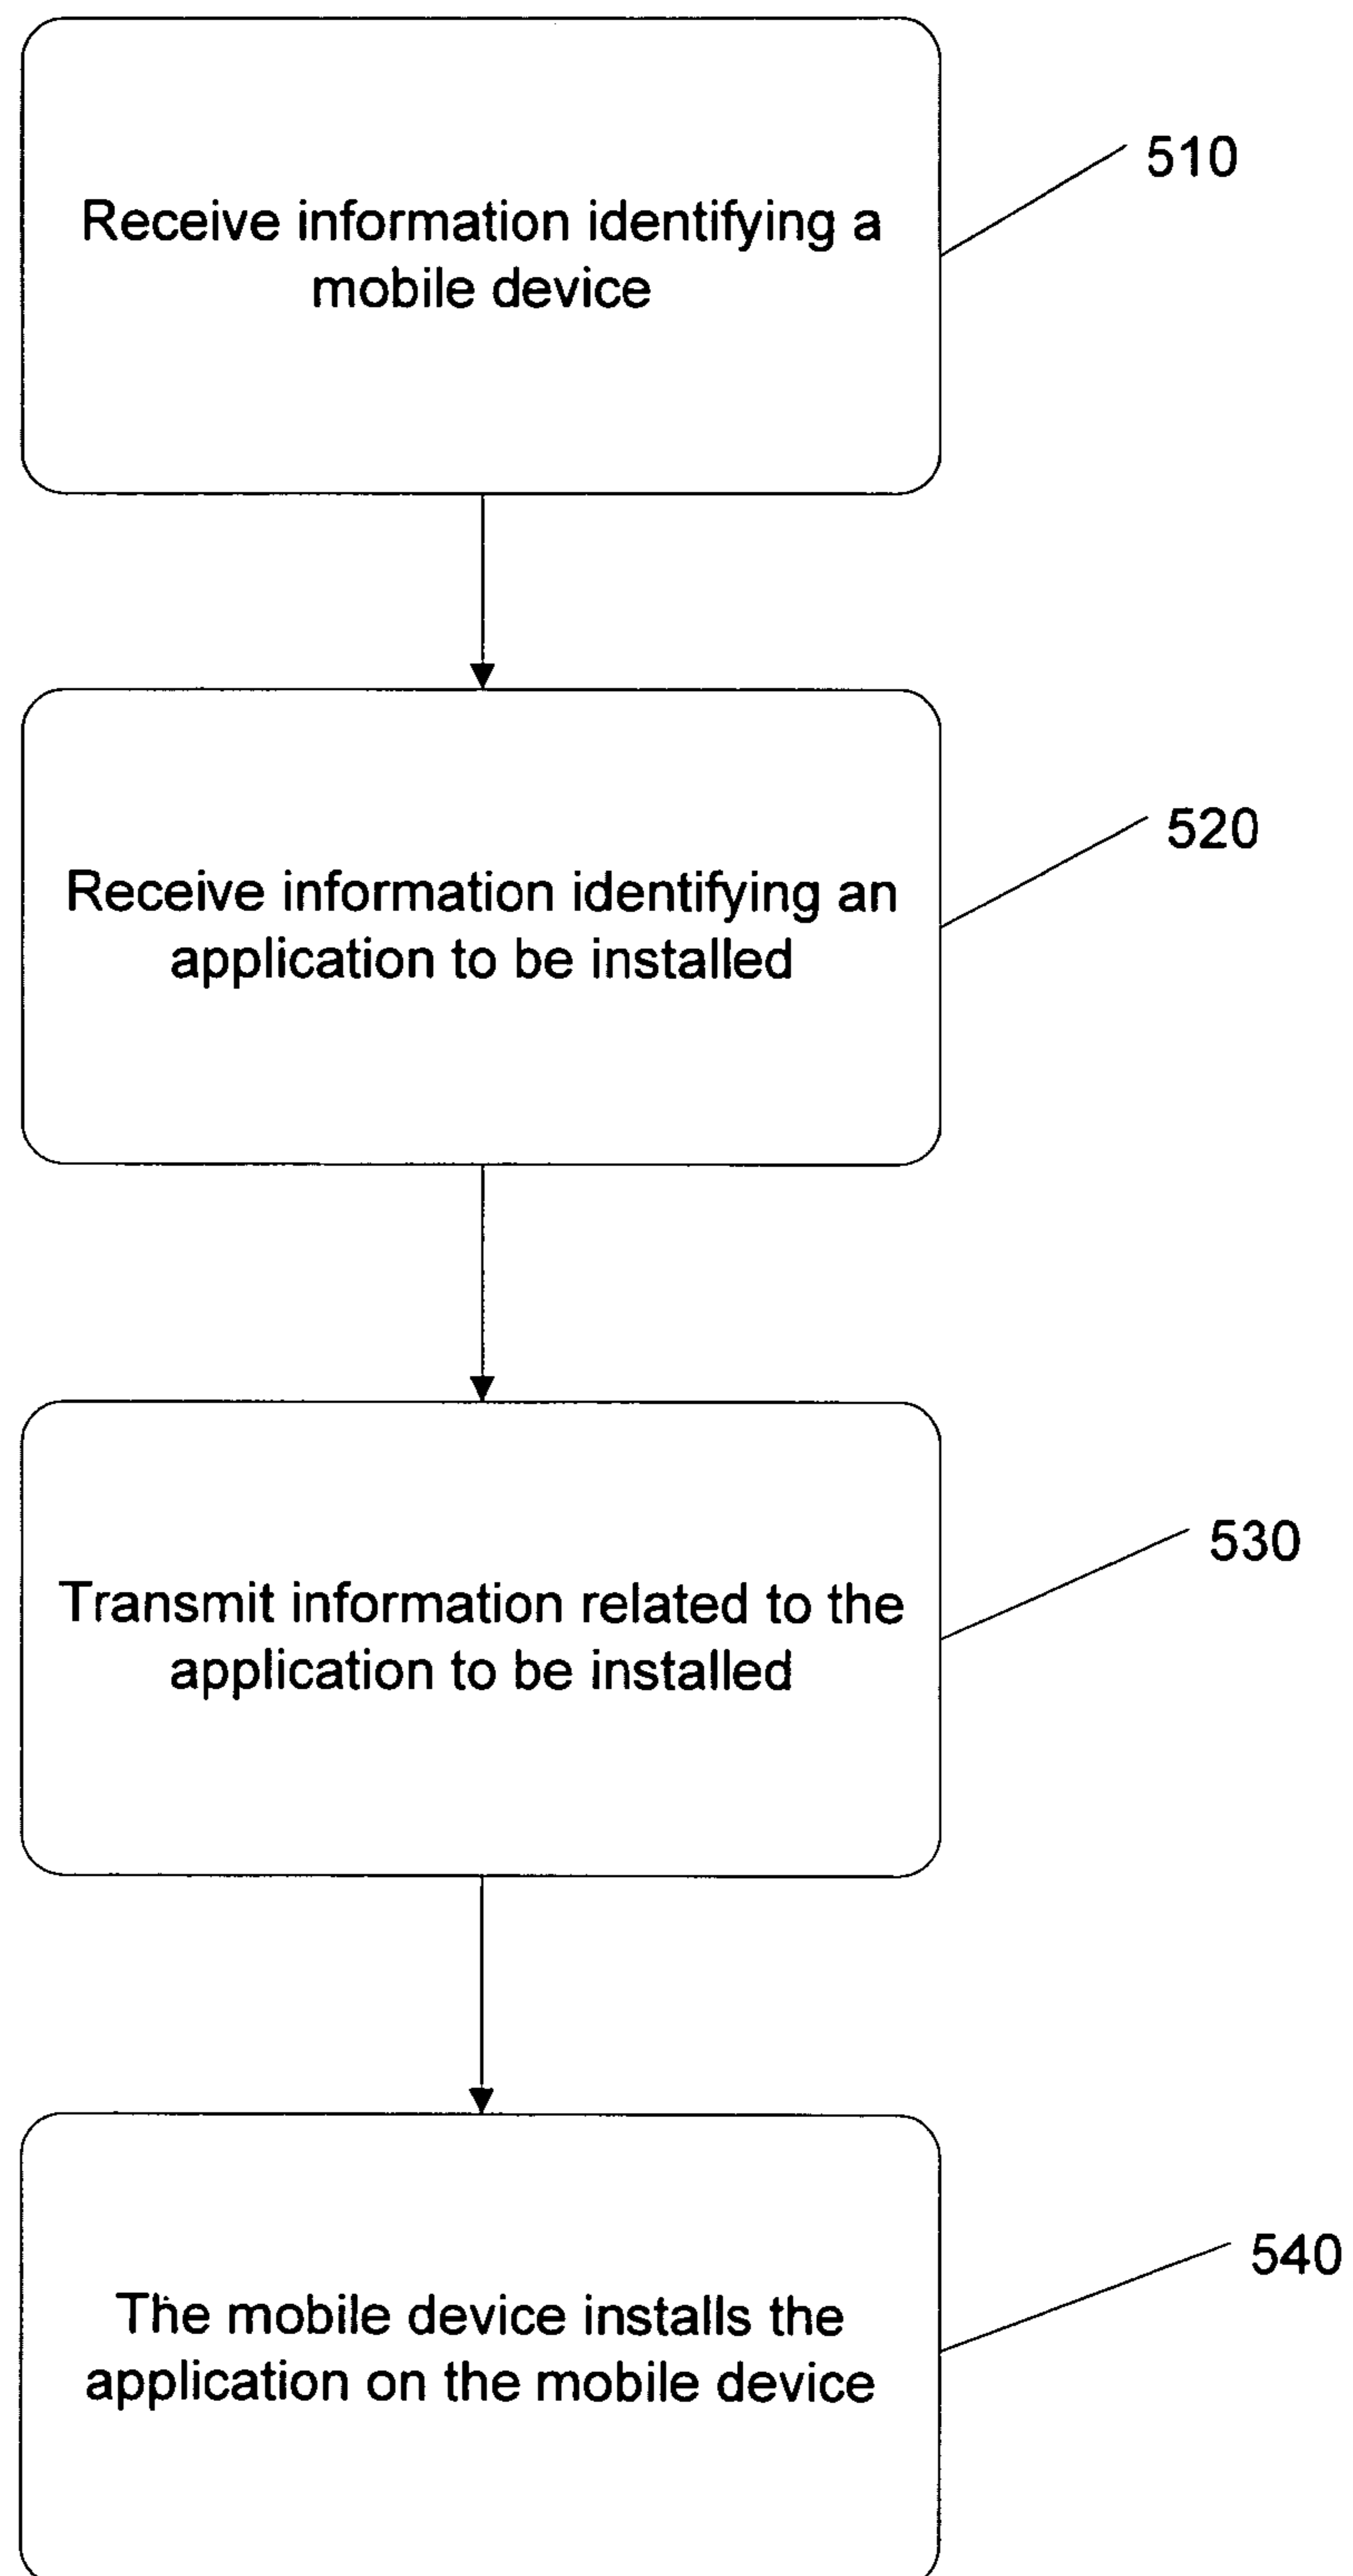 Receive information identifying a
mobile device
510
Receive information identifying an
application to be installed
520
Transmit information related to the
application to be installed
530
The mobile device installs the
application on the mobile device
540